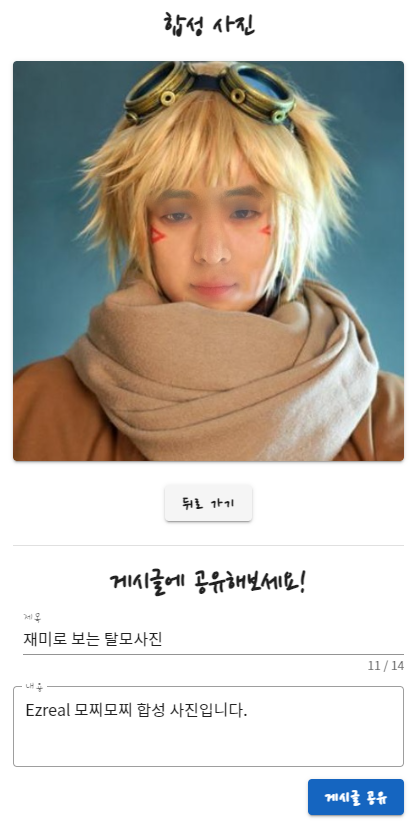 합성 사진
뒤로 가기
게시글에 공유해보세요!
제목
재미로 보는 탈모사진
11 / 14
내용
Ezreal 모찌모찌 합성 사진입니다.
게시글 공유